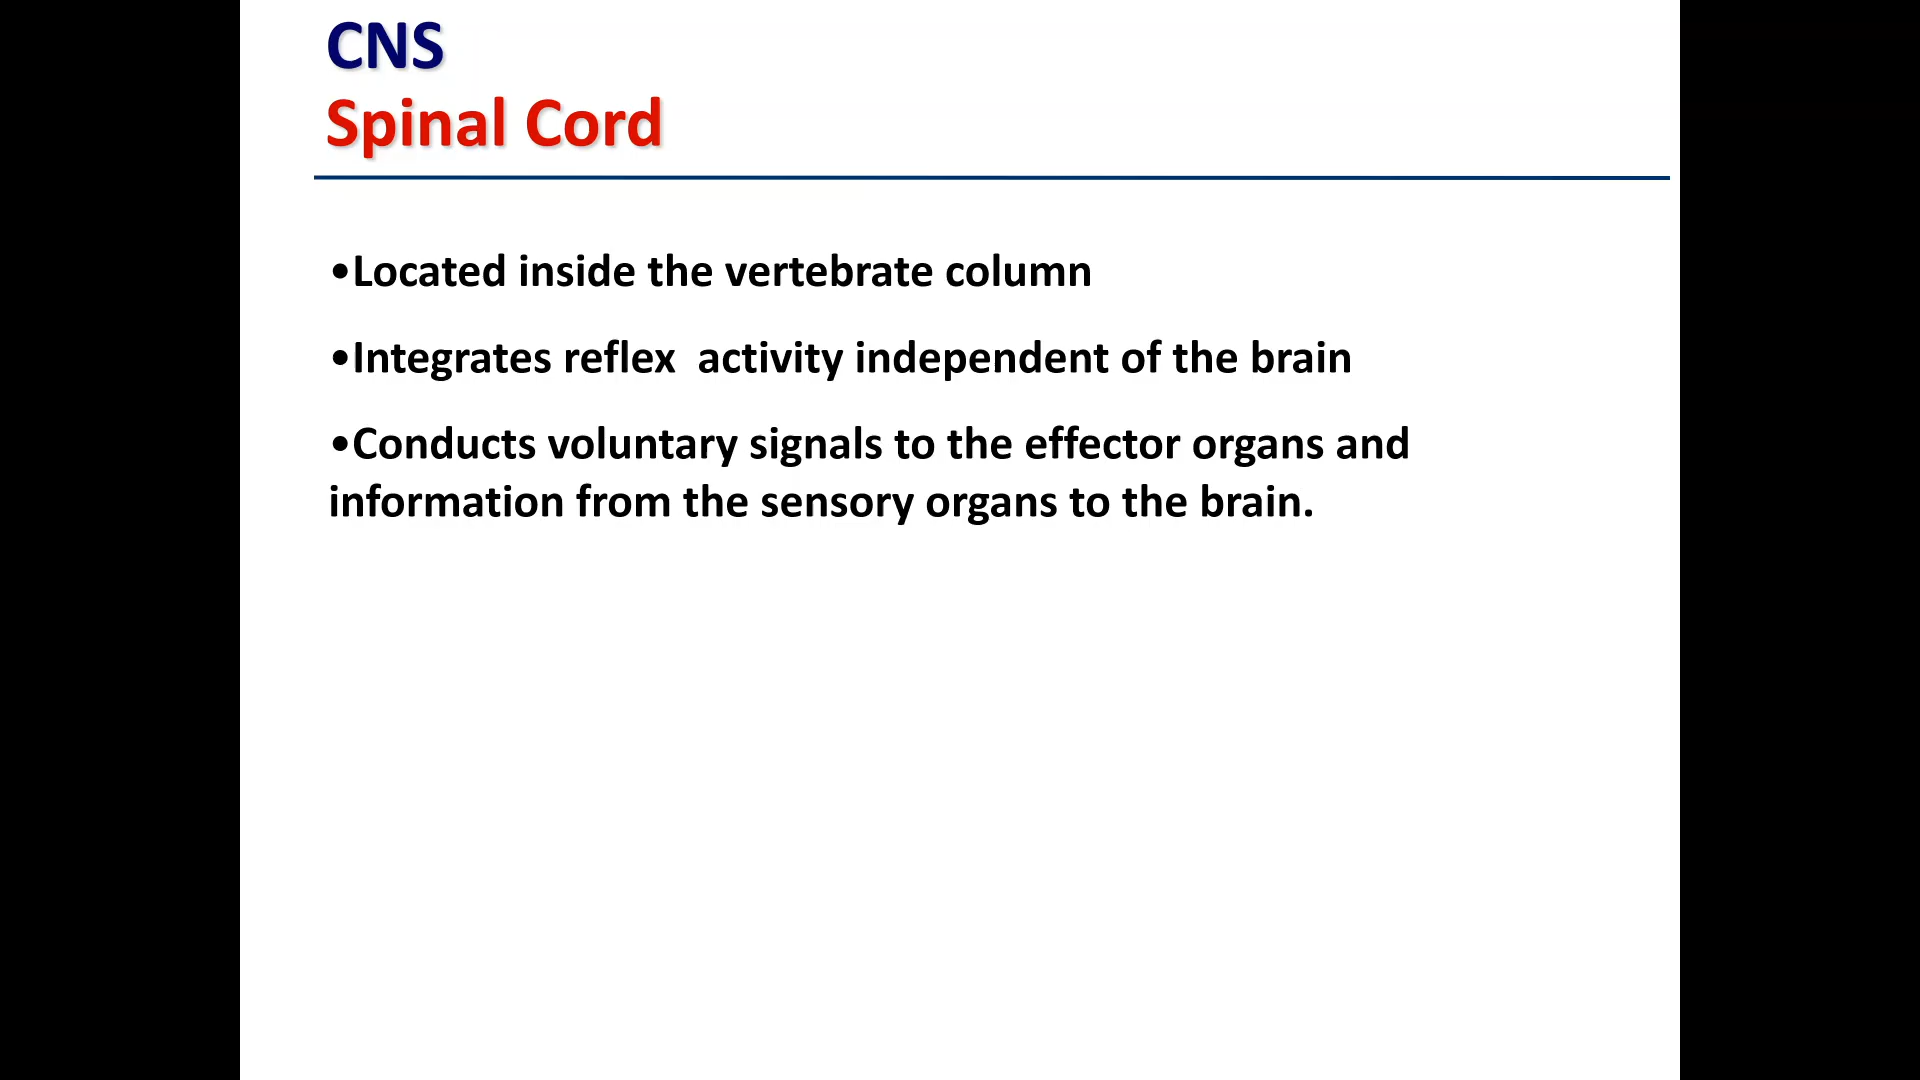 CNS
Spinal Cord
•Located inside the vertebrate column
•Integrates reflex  activity independent of the brain
•Conducts voluntary signals to the effector organs and
information from the sensory organs to the brain.